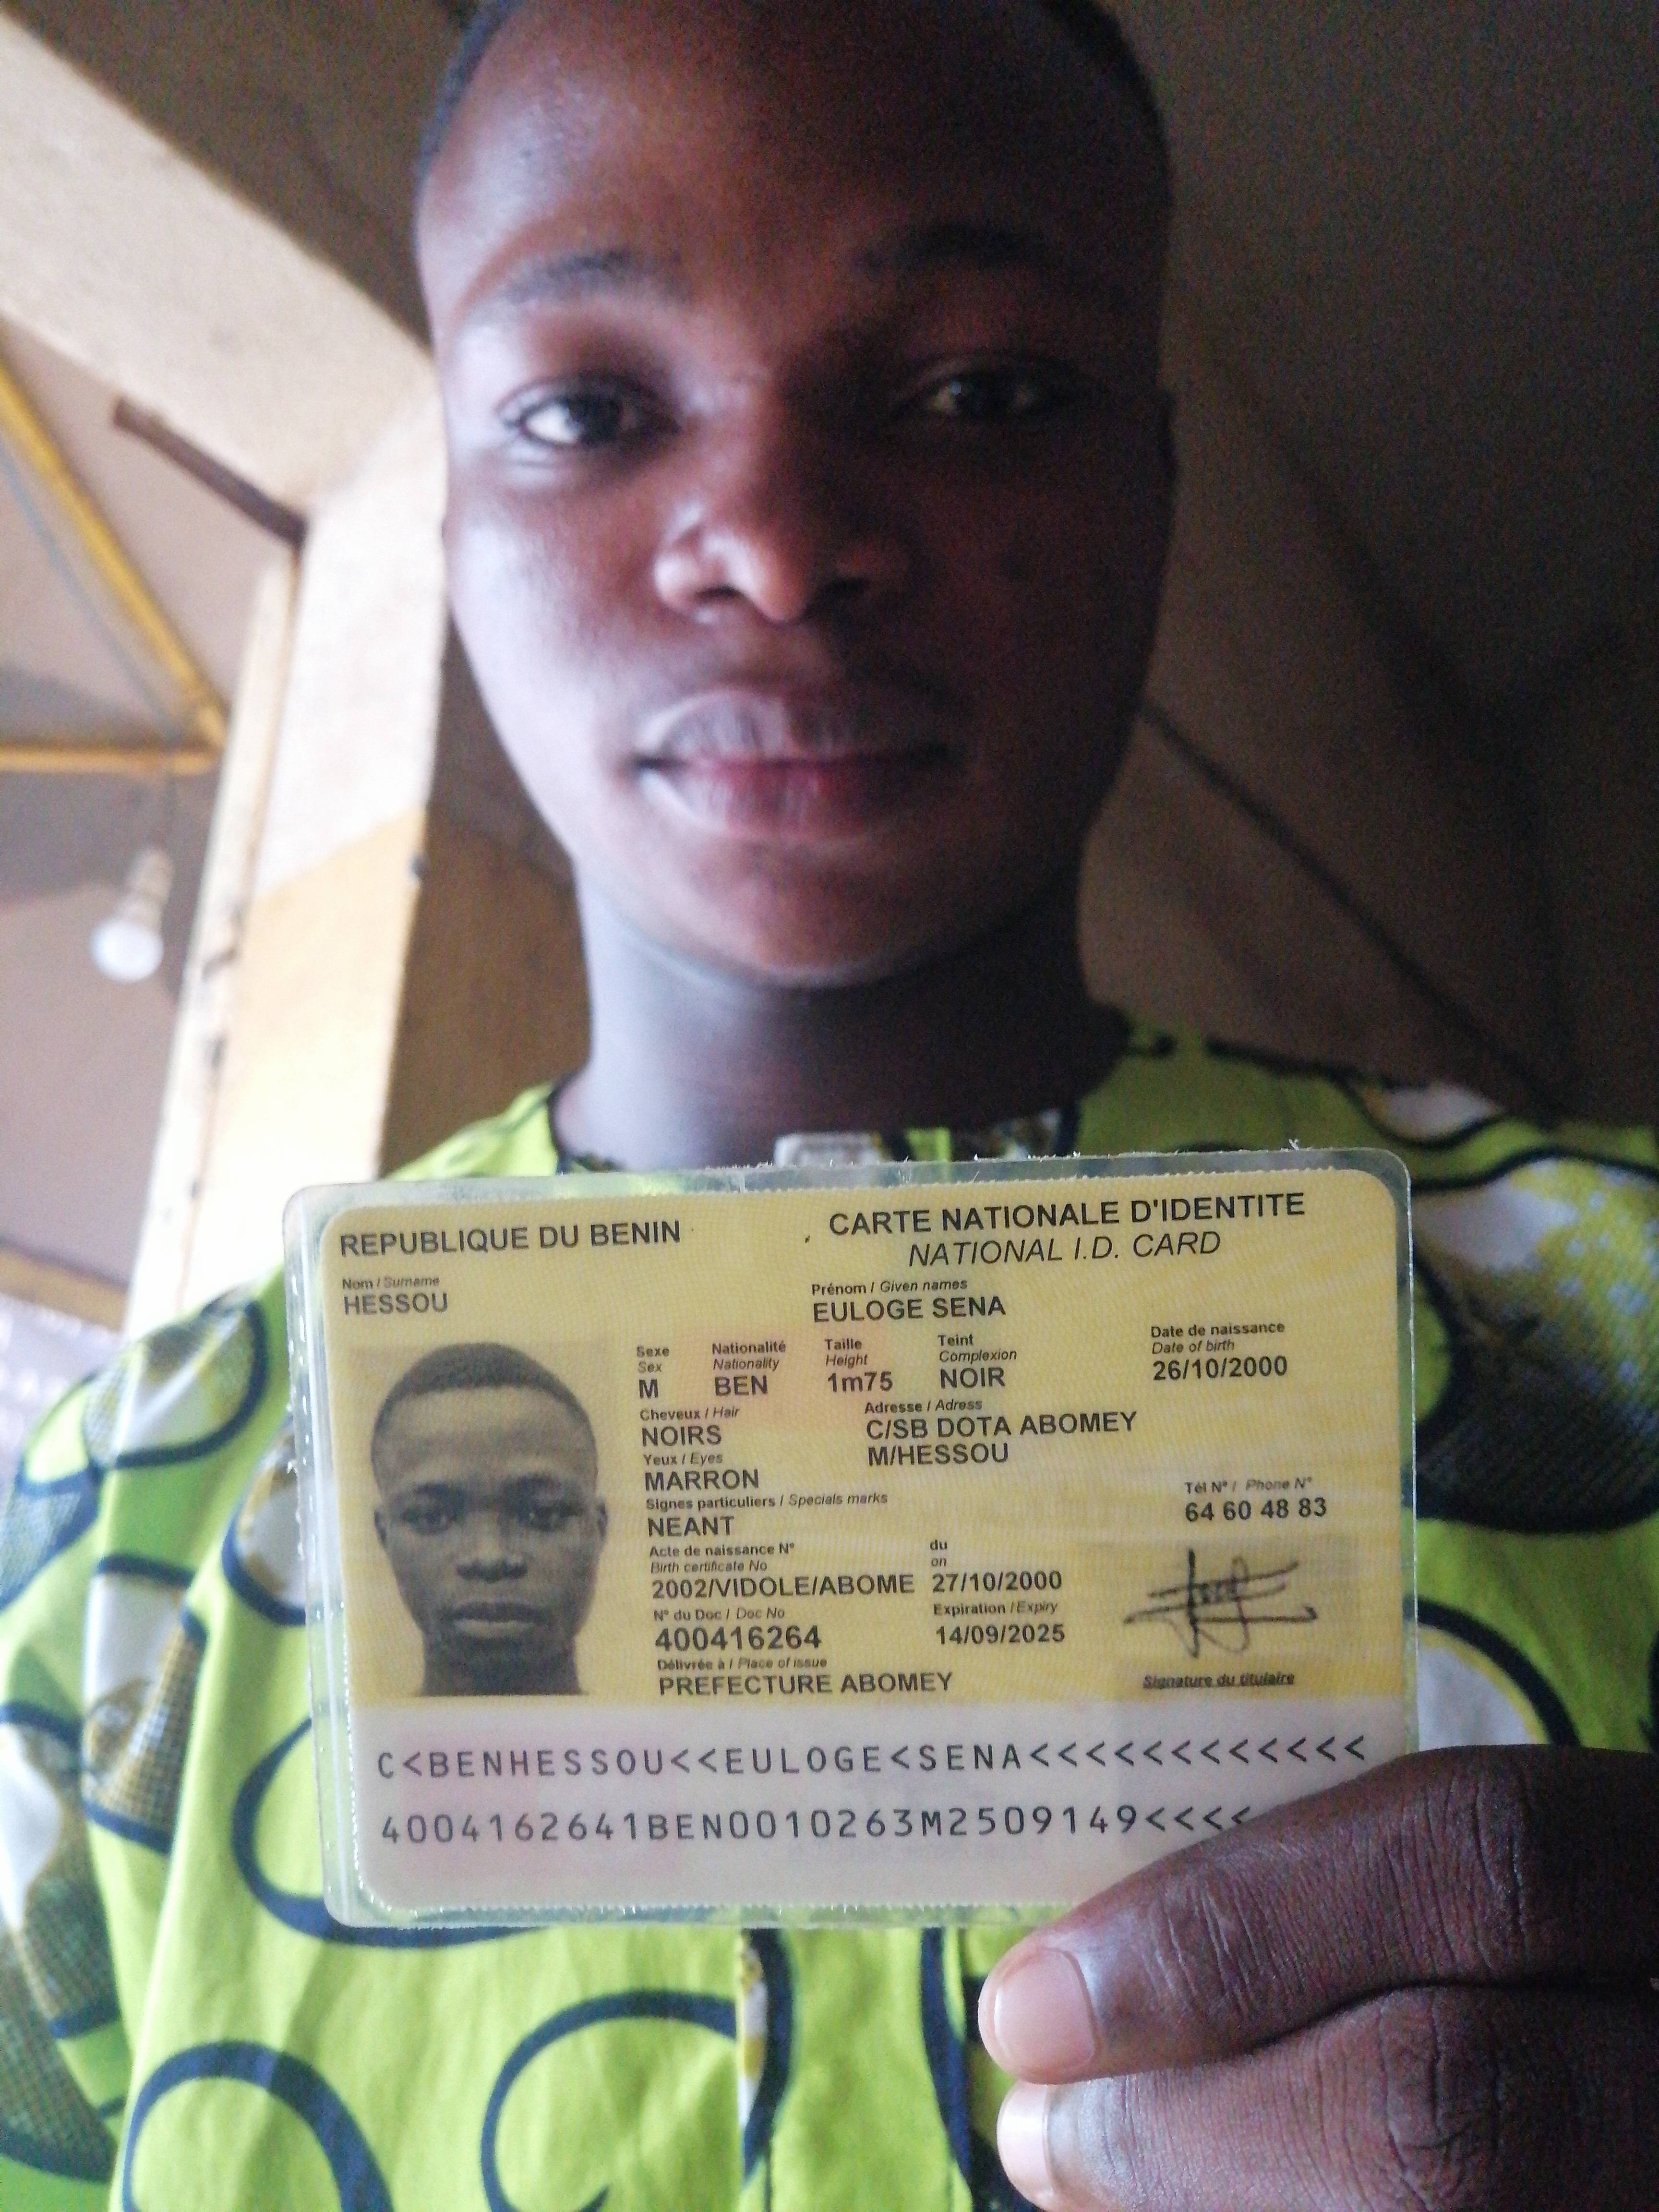 REPUBLIQUE DU BENIN
CARTE NATIONALE D'IDENTITE
NATIONAL I.D. CARD
Nom / Surname
HESSOU
Prénom / Given names
EULOGE SENA
Sexe
Sex
M
Nationalité
Nationality
BEN
Taille
Height
1m75
Teint
Complexion
NOIR
Date de naissance
Date of birth
26/10/2000
Cheveux / Hair
NOIRS
Adresse / Adress
C/SB DOTA ABOMEY
M/HESSOU
Yeux / Eyes
MARRON
Signes particuliers / Specials marks
NEANT
Tél N° / Phone N°
64 60 48 83
Acte de naissance N°
Birth certificate No
2002/VIDOLE/ABOME
du
on
27/10/2000
N° du Doc / Doc No
400416264
Expiration / Expiry
14/09/2025
Délivrée à / Place of issue
PREFECTURE ABOMEY
Signature du titulaire
C<BENHESSOU<<EULOGE<SENA<<<<<<<<<<<<
4004162641BEN0010263M2509149<<<<